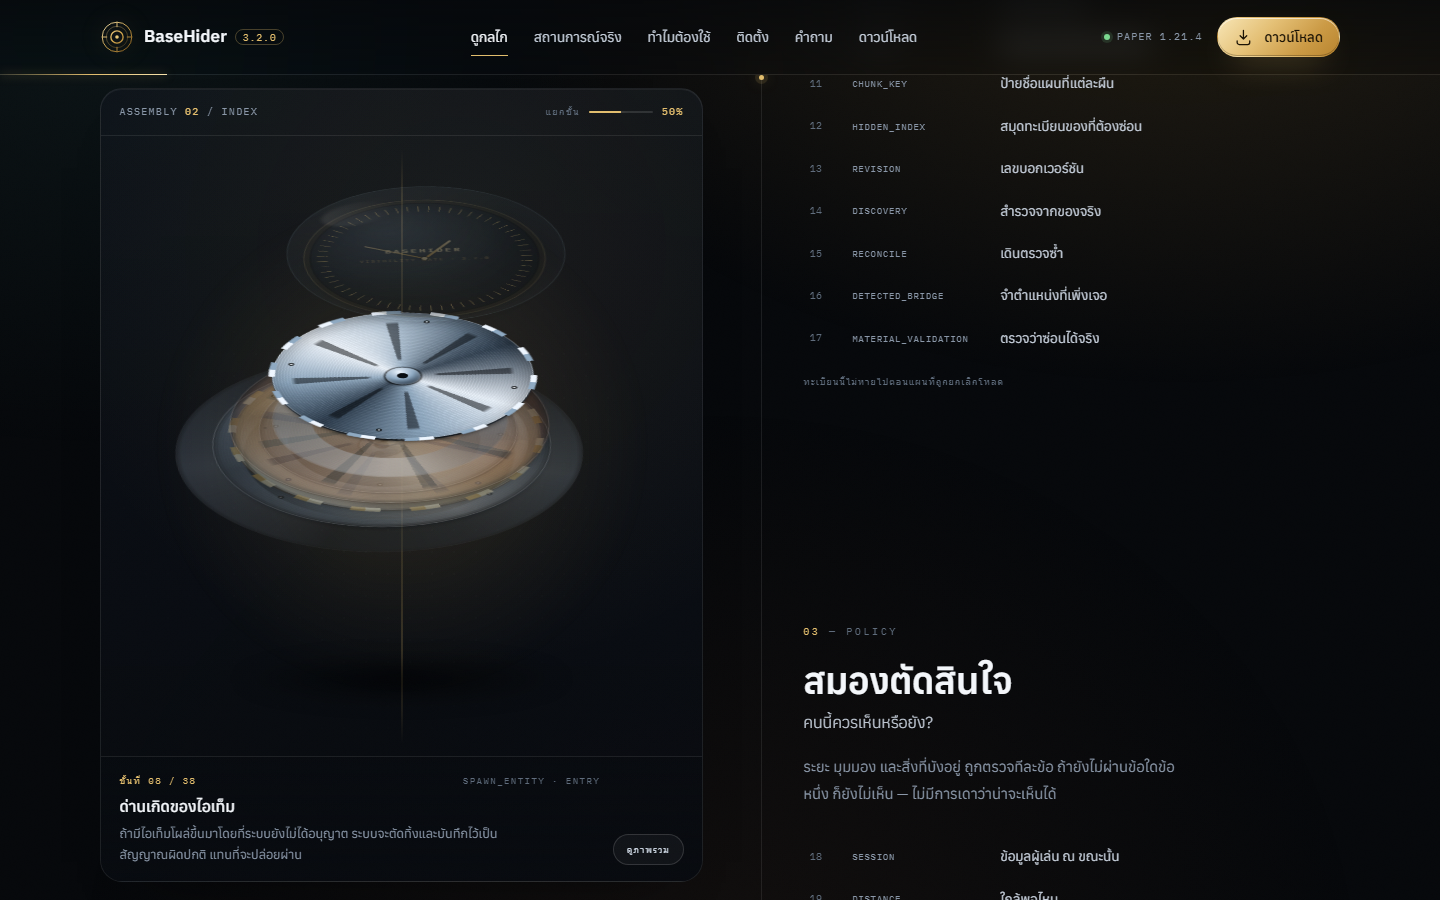 BaseHider 3.2.0
ดูกลไก
สถานการณ์จริง
ทำไมต้องใช้
ติดตั้ง
คำถาม
ดาวน์โหลด
PAPER 1.21.4
ดาวน์โหลด
ASSEMBLY 02 / INDEX
แยกชั้น 50%
BASEHIDER
ชั้นที่ 08 / 38
SPAWN_ENTITY · ENTRY
ด่านเกิดของไอเท็ม
ถ้ามีไอเท็มโผล่ขึ้นมาโดยที่ระบบยังไม่ได้อนุญาต ระบบจะตัดทิ้งและบันทึกไว้เป็น
สัญญาณผิดปกติ แทนที่จะปล่อยผ่าน
ดูภาพรวม
11 CHUNK_KEY ป้ายชื่อแผนที่แต่ละผืน
12 HIDDEN_INDEX สมุดทะเบียนของที่ต้องซ่อน
13 REVISION เลขบอกเวอร์ชัน
14 DISCOVERY สำรวจจากของจริง
15 RECONCILE เดินตรวจซ้ำ
16 DETECTED_BRIDGE จำตำแหน่งที่เพิ่งเจอ
17 MATERIAL_VALIDATION ตรวจว่าซ่อนได้จริง
ทะเบียนนี้ไม่หายไปตอนแผนที่ถูกยกเลิกโหลด
03 — POLICY
สมองตัดสินใจ
คนนี้ควรเห็นหรือยัง?
ระยะ มุมมอง และสิ่งที่บังอยู่ ถูกตรวจทีละข้อ ถ้ายังไม่ผ่านข้อใดข้อ
หนึ่ง ก็ยังไม่เห็น — ไม่มีการเดาว่าน่าจะเห็นได้
18 SESSION ข้อมูลผู้เล่น ณ ขณะนั้น
19 DISTANCE ใกล้พอไหม